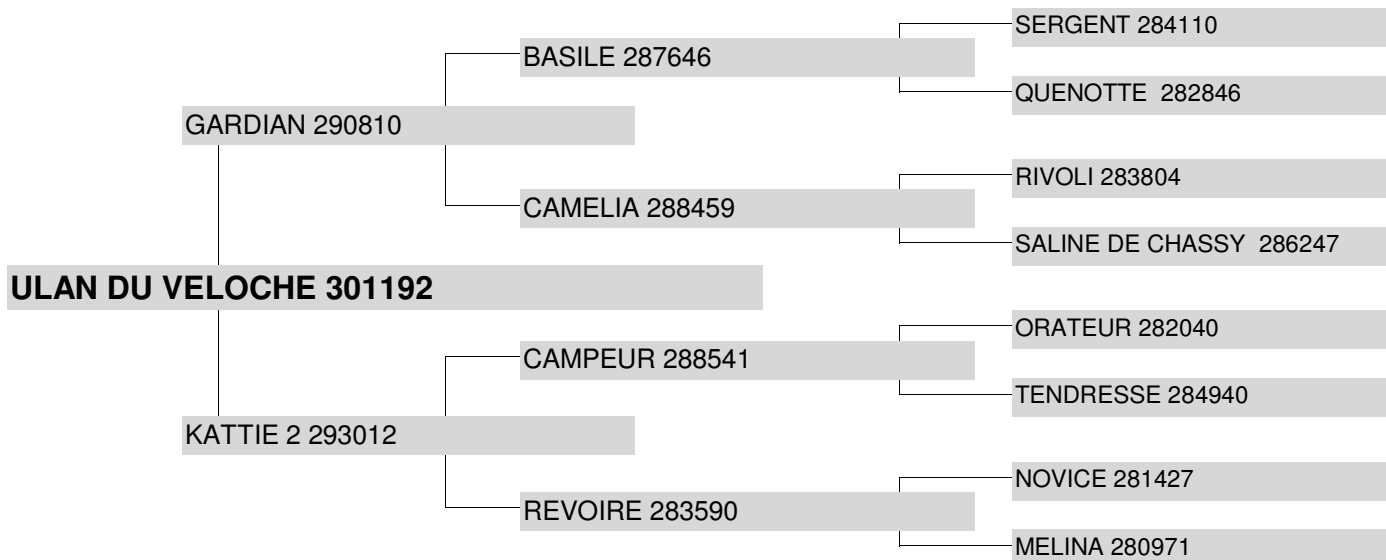 SERGENT 284110
BASILE 287646
QUENOTTE 282846
GARDIAN 290810
RIVOLI 283804
CAMELIA 288459
SALINE DE CHASSY 286247
ULAN DU VELOCHE 301192
ORATEUR 282040
CAMPEUR 288541
TENDRESSE 284940
KATTIE 2 293012
NOVICE 281427
REVOIRE 283590
MELINA 280971